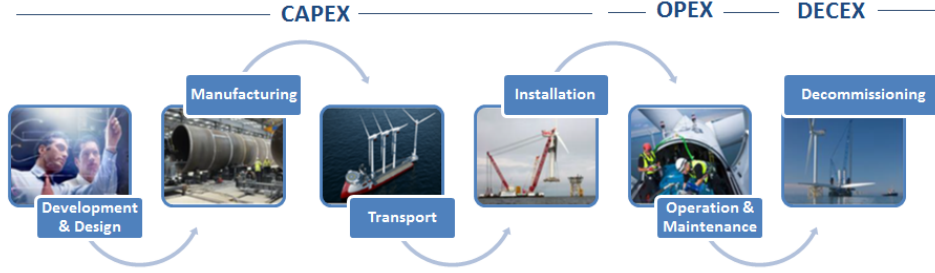 CAPEX
OPEX
DECEX
Manufacturing
Installation
Decommissioning
Development
& Design
Transport
Operation &
Maintenance